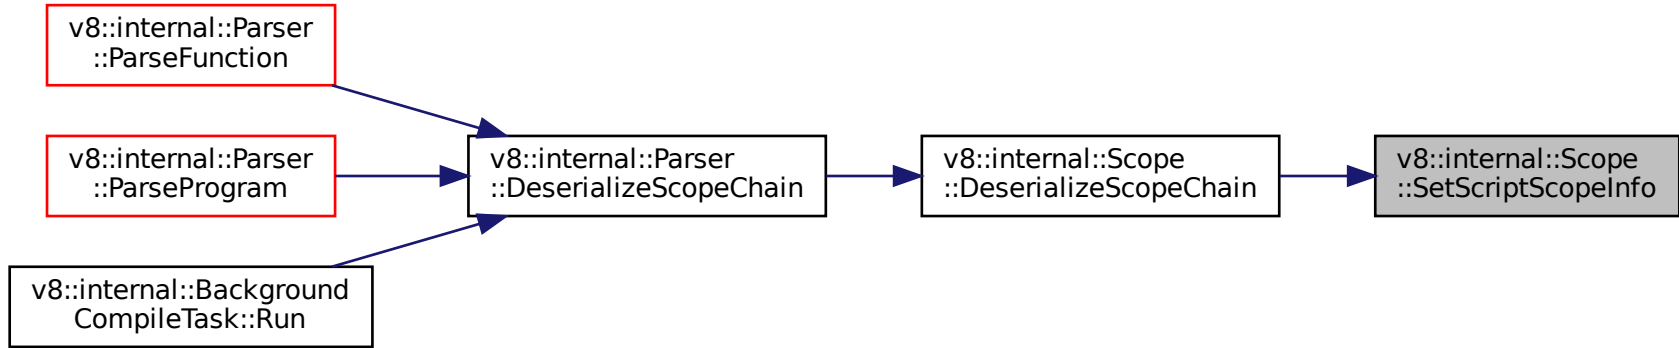 v8::internal::Parser
::ParseFunction
v8::internal::Parser
::ParseProgram
v8::internal::Background
CompileTask::Run
v8::internal::Parser
::DeserializeScopeChain
v8::internal::Scope
::DeserializeScopeChain
v8::internal::Scope
::SetScriptScopeInfo